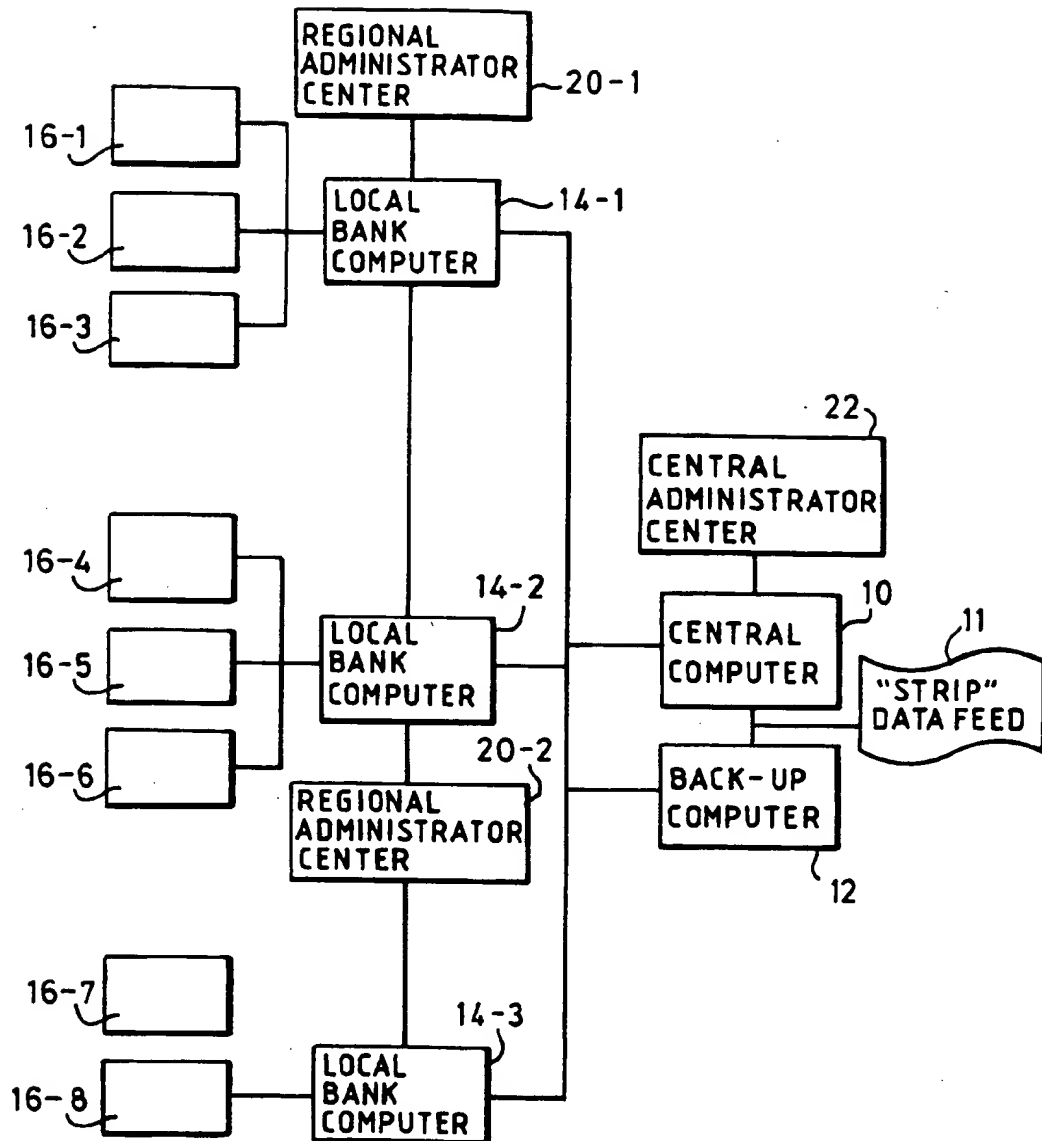 REGIONAL
ADMINISTRATOR
CENTER
20-1
16-1
LOCAL
BANK
COMPUTER
14-1
16-2
16-3
22
CENTRAL
ADMINISTRATOR
CENTER
16-4
14-2
10
LOCAL
BANK
COMPUTER
CENTRAL
COMPUTER
11
"STRIP"
DATA FEED
16-5
16-6
20-2
REGIONAL
ADMINISTRATOR
CENTER
BACK-UP
COMPUTER
12
16-7
14-3
LOCAL
BANK
COMPUTER
16-8